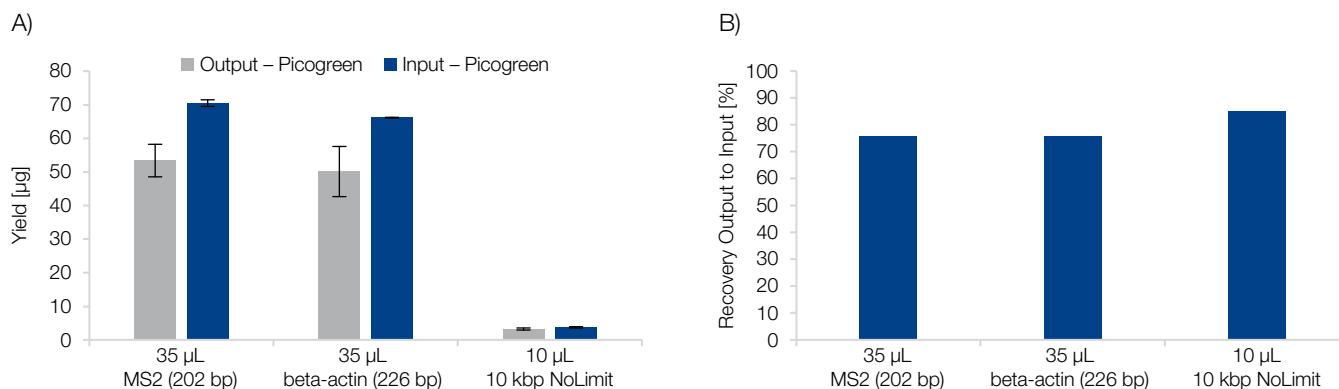 A)
Output – Picogreen
Input – Picogreen
Yield [µg]
80
70
60
50
40
30
20
10
0
35 µL
MS2 (202 bp)
35 µL
beta-actin (226 bp)
10 µL
10 kbp NoLimit
B)
Recovery Output to Input [%]
100
90
80
70
60
50
40
30
20
10
0
35 µL
MS2 (202 bp)
35 µL
beta-actin (226 bp)
10 µL
10 kbp NoLimit